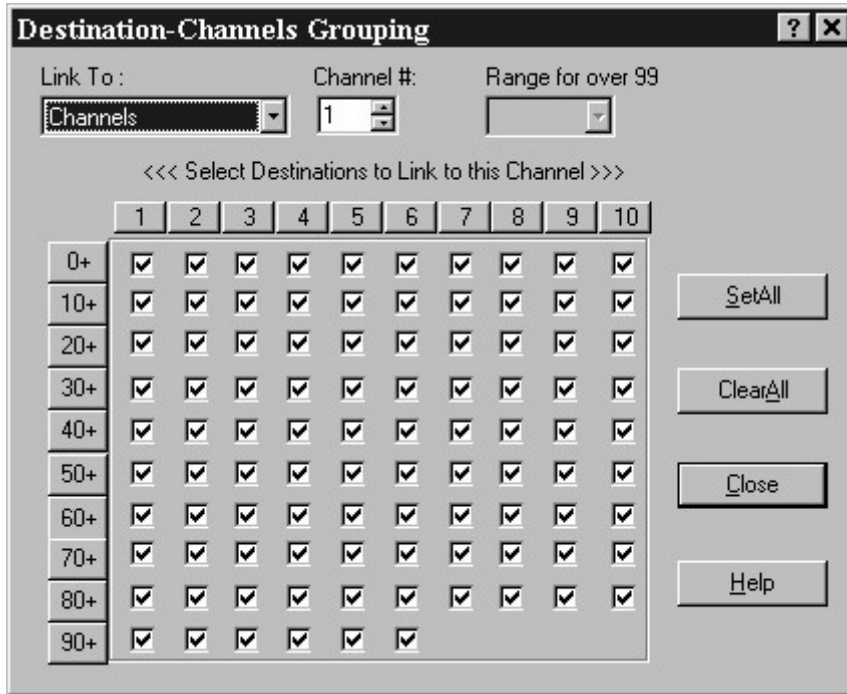 Destination-Channels Grouping
Link To : Channel #: Range for over 99
Channels 1
<<< Select Destinations to Link to this Channel >>>
1 2 3 4 5 6 7 8 9 10
0+
10+
SetAll
20+
30+
ClearAll
40+
50+
Close
60+
70+
80+
Help
90+